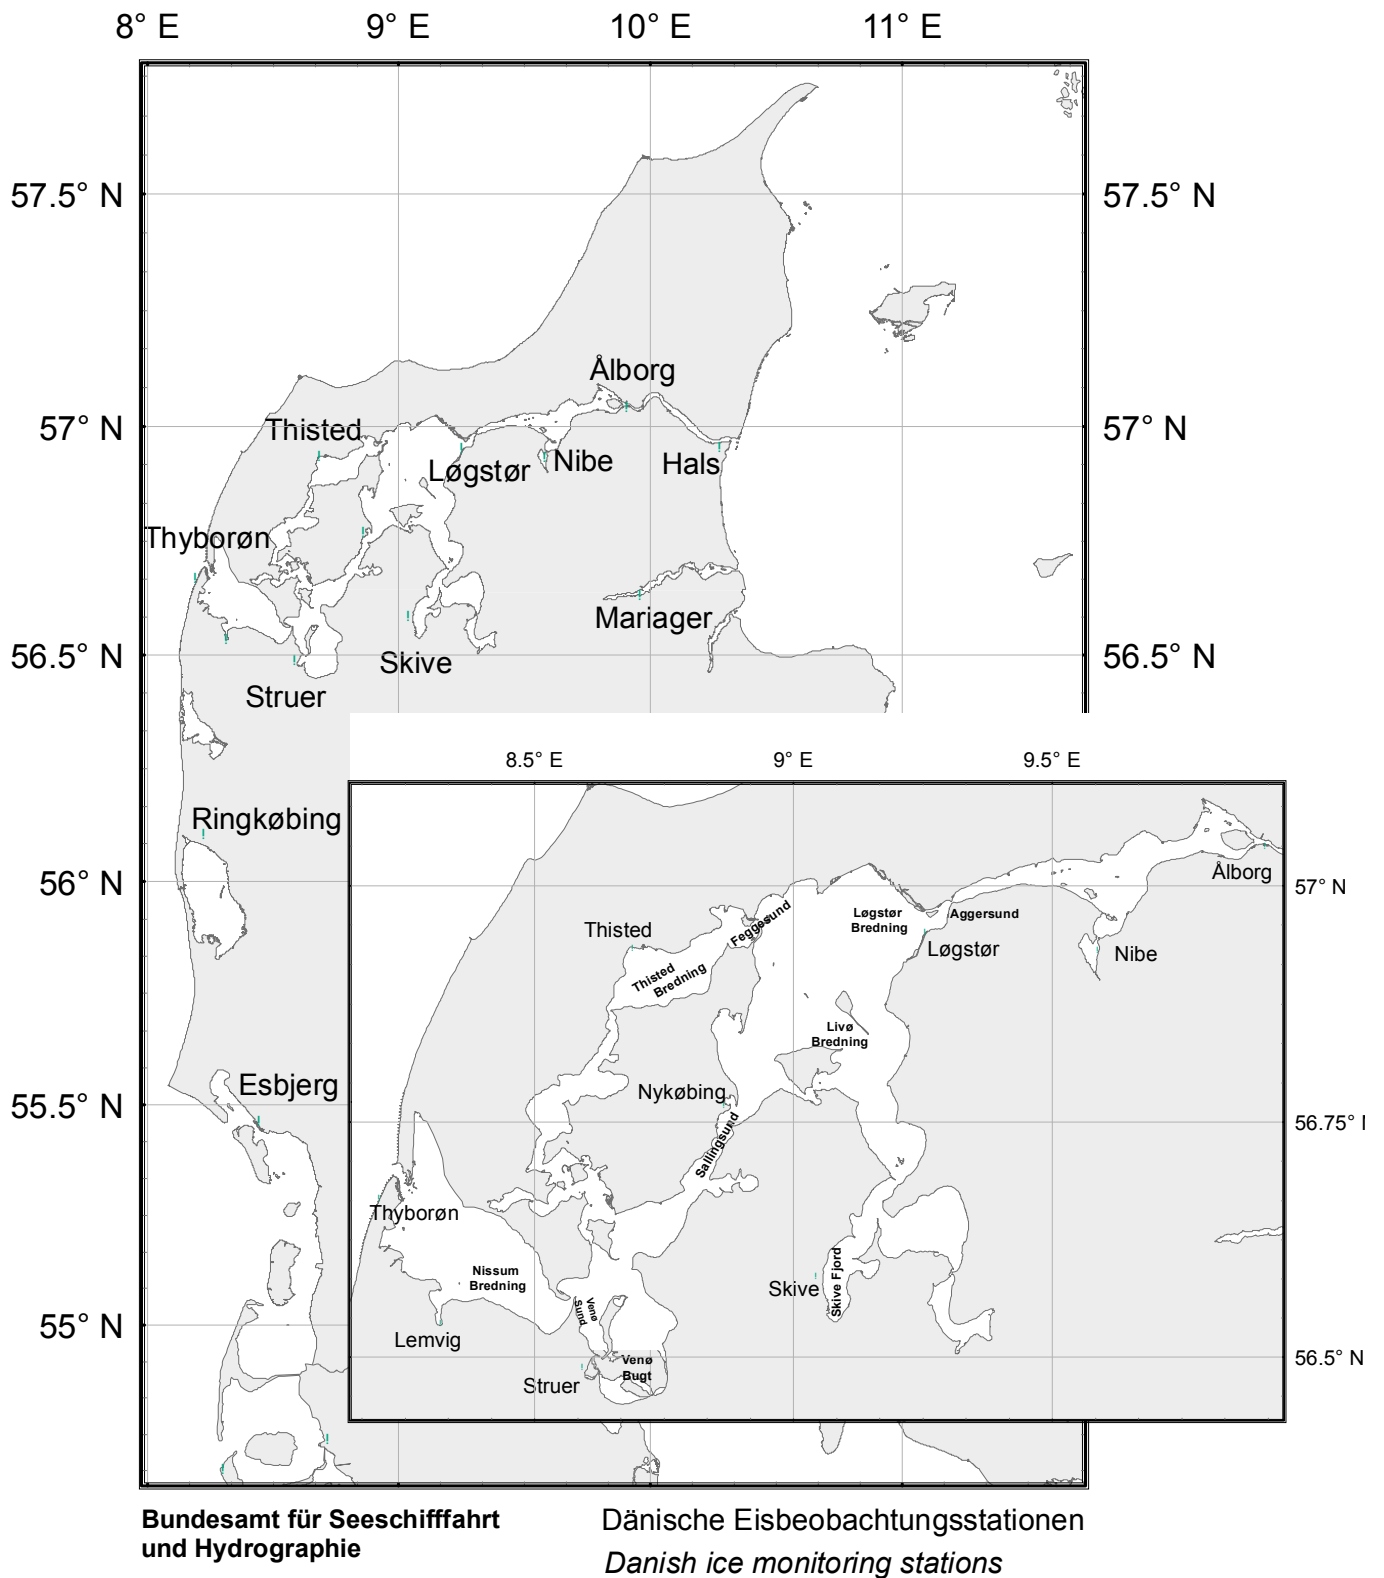 8° E 9° E 10° E 11° E
57.5° N 57.5° N
Ålborg
57° N 57° N
Thisted
Løgstør Nibe Hals
Thyborøn
Mariager
56.5° N 56.5° N
Skive
Struer
8.5° E 9° E 9.5° E
Ringkøbing
56° N
Ålborg
57° N
Thisted
Feggesund
Løgstør
Bredning
Aggersund
Løgstør
Nibe
Thisted
Bredning
Livø
Bredning
Esbjerg
Nykøbing
55.5° N
56.75° I
Sallingsund
Thyborøn
Nissum
Bredning
Skive
Skive Fjord
Venø
Sund
55° N
Lemvig
Venø
Bugt
56.5° N
Struer
Bundesamt für Seeschifffahrt
und Hydrographie
Dänische Eisbeobachtungsstationen
Danish ice monitoring stations